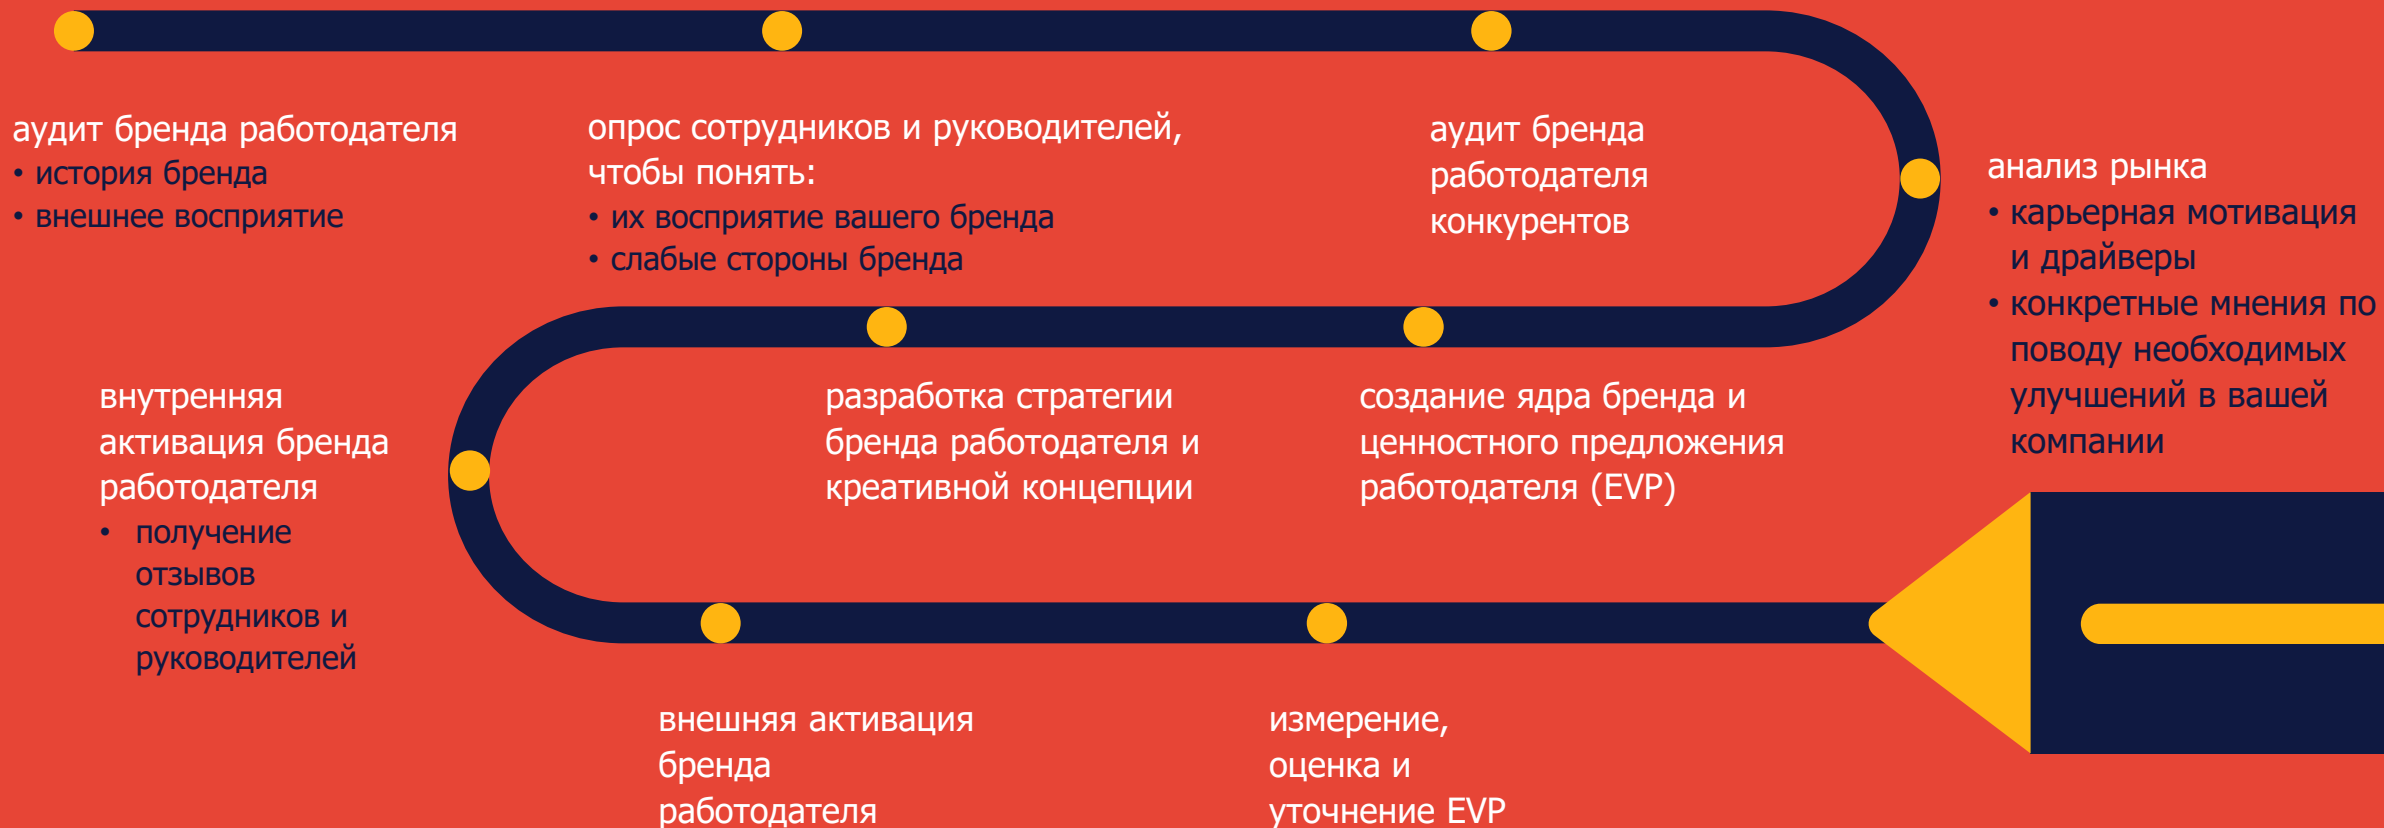 аудит бренда работодателя
• история бренда
• внешнее восприятие
опрос сотрудников и руководителей,
чтобы понять:
• их восприятие вашего бренда
• слабые стороны бренда
аудит бренда
работодателя
конкурентов
анализ рынка
• карьерная мотивация
и драйверы
• конкретные мнения по
поводу необходимых
улучшений в вашей
компании
создание ядра бренда и
ценностного предложения
работодателя (EVP)
разработка стратегии
бренда работодателя и
креативной концепции
внутренняя
активация бренда
работодателя
• получение
отзывов
сотрудников и
руководителей
внешняя активация
бренда
работодателя
измерение,
оценка и
уточнение EVP